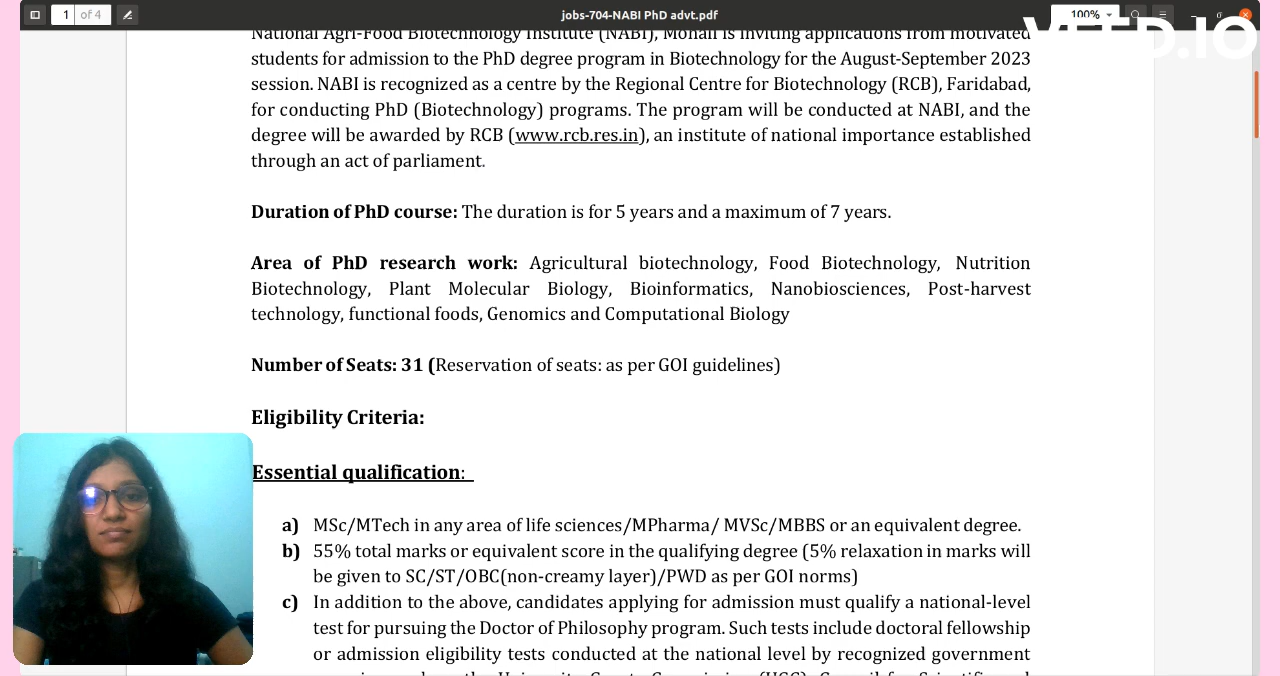 1 of 4
jobs-704-NABI PhD advt.pdf
100%
National Agri-Food Biotechnology Institute (NABI), Mohali is inviting applications from motivated
students for admission to the PhD degree program in Biotechnology for the August-September 2023
session. NABI is recognized as a centre by the Regional Centre for Biotechnology (RCB), Faridabad,
for conducting PhD (Biotechnology) programs. The program will be conducted at NABI, and the
degree will be awarded by RCB (www.rcb.res.in), an institute of national importance established
through an act of parliament.
Duration of PhD course: The duration is for 5 years and a maximum of 7 years.
Area of PhD research work: Agricultural biotechnology, Food Biotechnology, Nutrition
Biotechnology, Plant Molecular Biology, Bioinformatics, Nanobiosciences, Post-harvest
technology, functional foods, Genomics and Computational Biology
Number of Seats: 31 (Reservation of seats: as per GOI guidelines)
Eligibility Criteria:
Essential qualification:
a) MSc/MTech in any area of life sciences/MPharma/ MVSc/MBBS or an equivalent degree.
b) 55% total marks or equivalent score in the qualifying degree (5% relaxation in marks will
be given to SC/ST/OBC(non-creamy layer)/PWD as per GOI norms)
c) In addition to the above, candidates applying for admission must qualify a national-level
test for pursuing the Doctor of Philosophy program. Such tests include doctoral fellowship
or admission eligibility tests conducted at the national level by recognized government